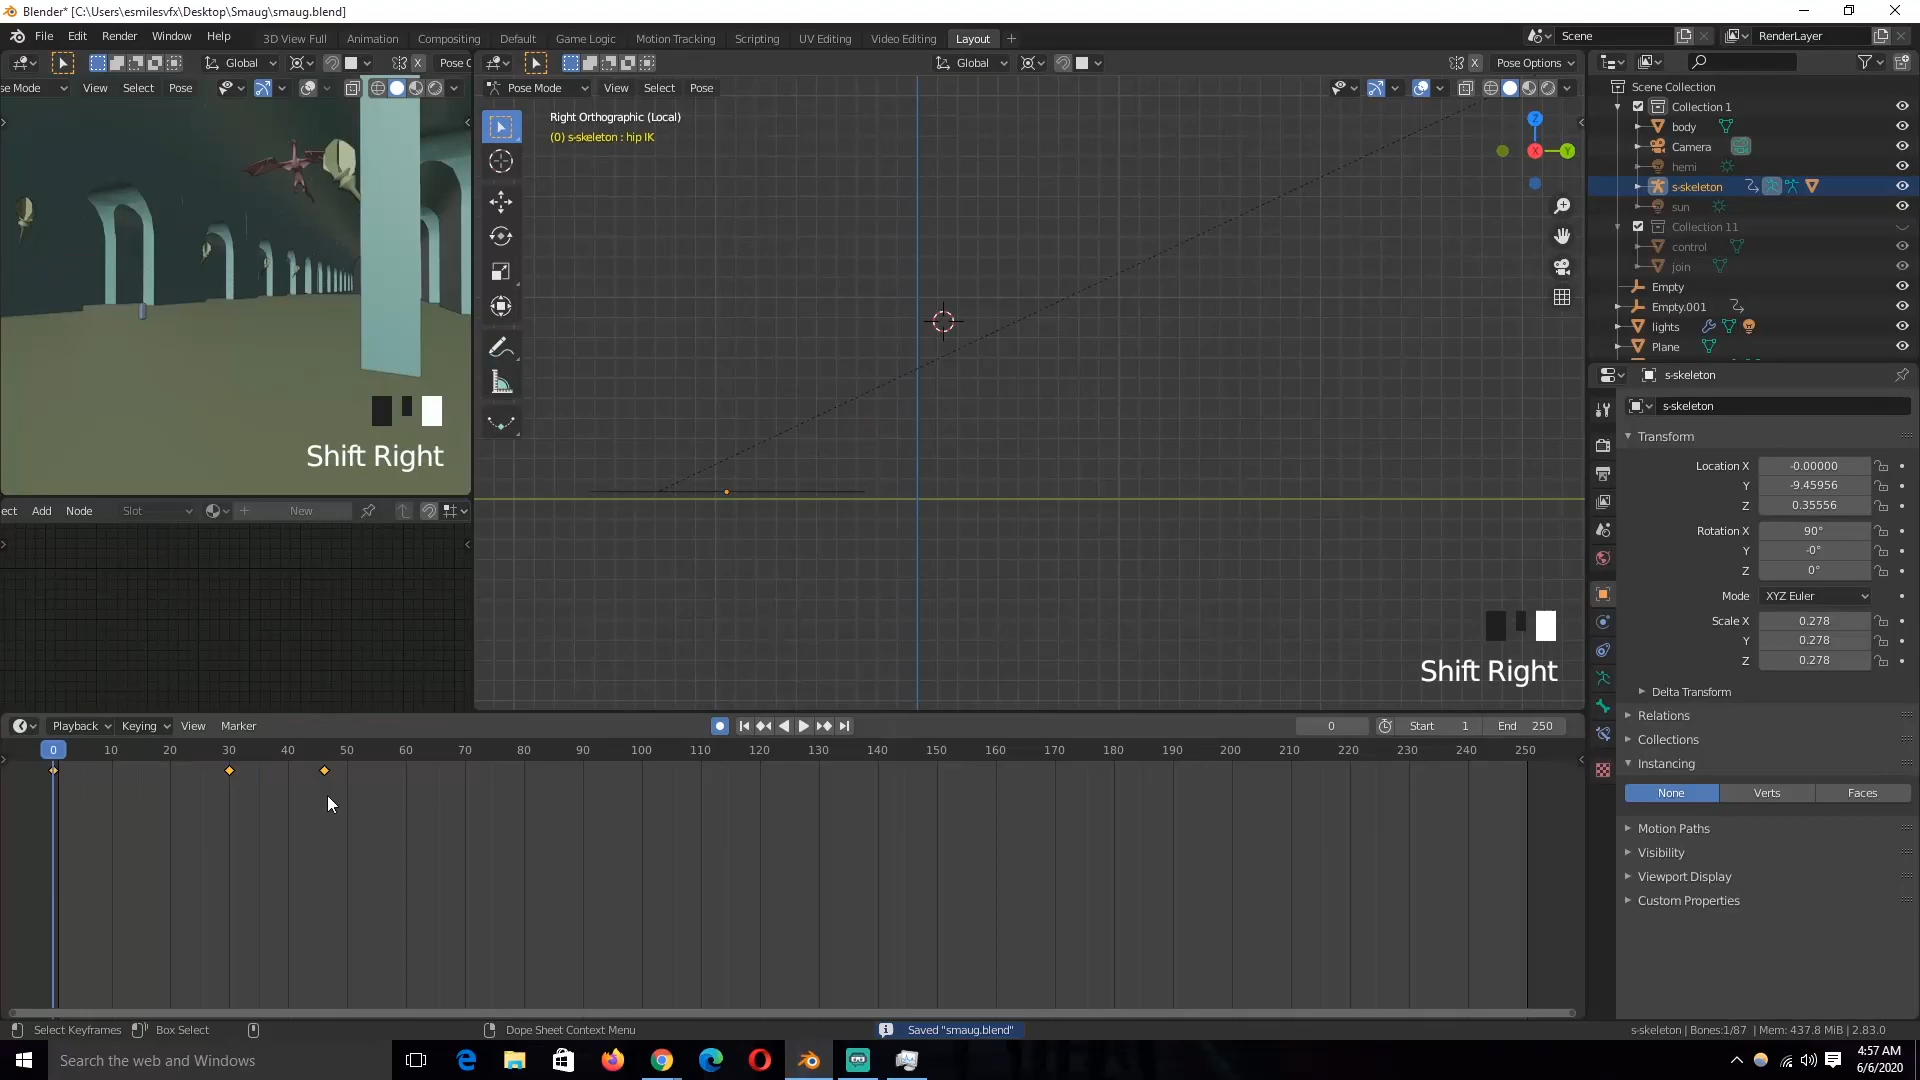 Blender* [C:\Users\esmilesvfx\Desktop\Smaug\smaug.blend]
File Edit Render Window Help
3D View Full Animation Compositing Default Game Logic Motion Tracking Scripting UV Editing Video Editing Layout
Scene RenderLayer
Global Pose O
Global Pose Options
se Mode View Select Pose
Pose Mode View Select Pose
Right Orthographic (Local)
(0) s-skeleton : hip IK
Z
Y
X
Shift Right
Shift Right
ect Add Node Slot New
Scene Collection
Collection 1
body
Camera
hemi
s-skeleton
sun
Collection 11
control
join
Empty
Empty.001
lights
Plane
s-skeleton
s-skeleton
Transform
Location X -0.00000
Y -9.45956
Z 0.35556
Rotation X 90°
Y -0°
Z 0°
Mode XYZ Euler
Scale X 0.278
Y 0.278
Z 0.278
Delta Transform
Relations
Collections
Instancing
None Verts Faces
Motion Paths
Visibility
Viewport Display
Custom Properties
Playback Keying View Marker
0 Start 1 End 250
0 10 20 30 40 50 60 70 80 90 100 110 120 130 140 150 160 170 180 190 200 210 220 230 240 250
Select Keyframes Box Select Dope Sheet Context Menu Saved "smaug.blend" s-skeleton | Bones:1/87 | Mem: 437.8 MiB | 2.83.0
Search the web and Windows
4:57 AM
6/6/2020